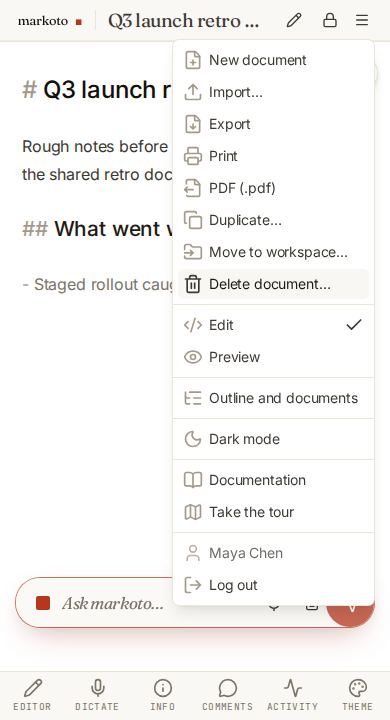 markoto
Q3 launch retro ...
# Q3 launch r
Rough notes before
the shared retro doc
## What went
- Staged rollout caug
New document
Import...
Export
Print
PDF (.pdf)
Duplicate...
Move to workspace...
Delete document...
Edit
Preview
Outline and documents
Dark mode
Documentation
Take the tour
Maya Chen
Log out
Ask markoto...
EDITOR
DICTATE
INFO
COMMENTS
ACTIVITY
THEME